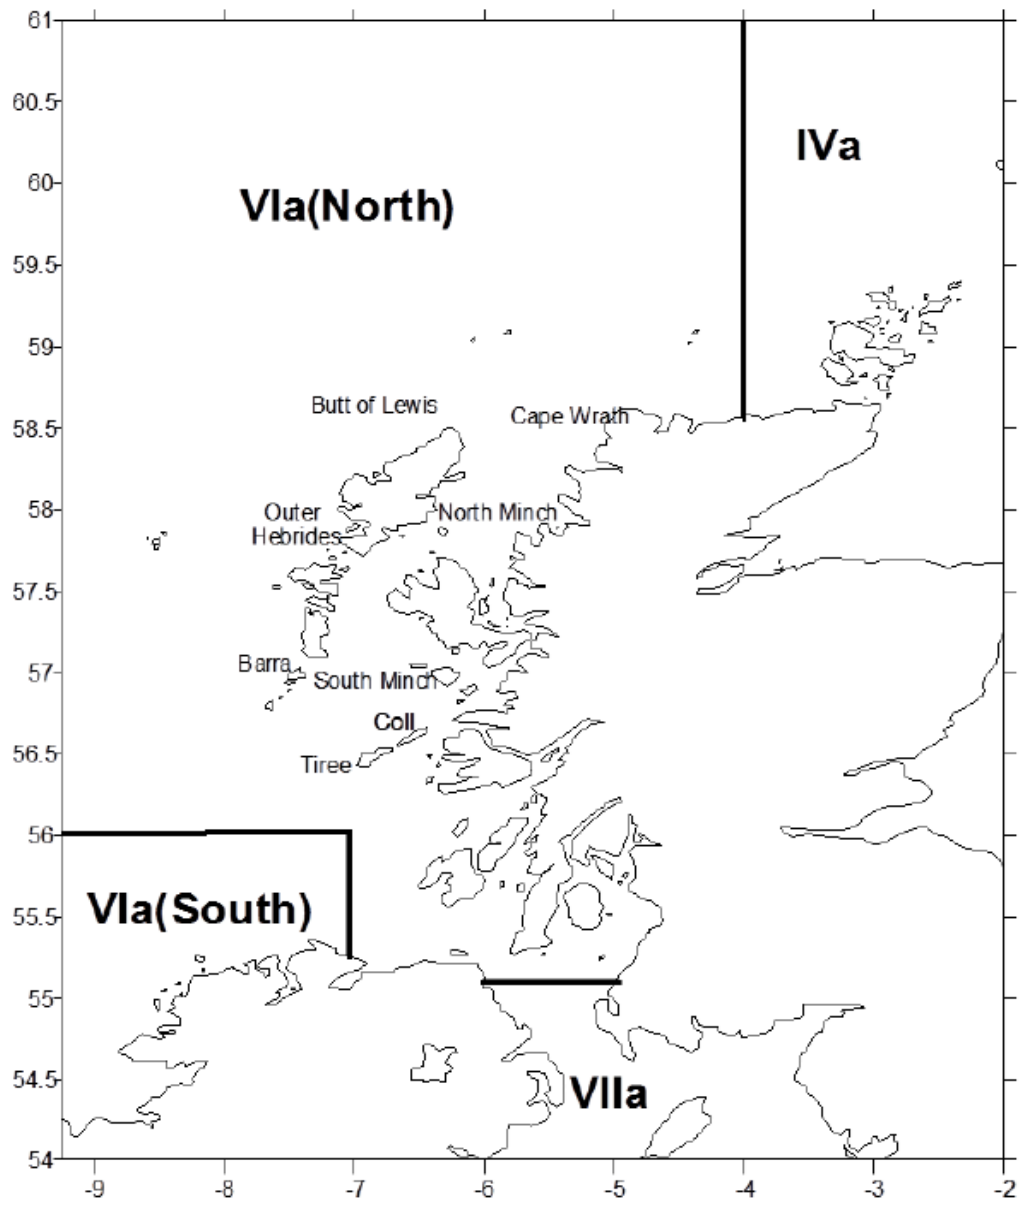 61
60.5
IVa
60
VIa(North)
59.5
59
Butt of Lewis
Cape Wrath
58.5
58
Outer
Hebrides
North Minch
57.5
Barra
57
South Minch
Coll
56.5
Tiree
56
VIa(South)
55.5
55
54.5
VIIa
54
-9 -8 -7 -6 -5 -4 -3 -2